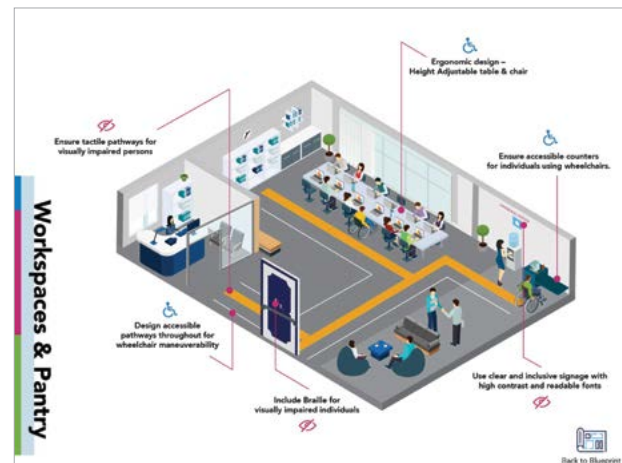 Workspaces & Pantry
Ergonomic design –
Height Adjustable table & chair
Ensure tactile pathways for
visually impaired persons
Ensure accessible counters
for individuals using wheelchairs.
Design accessible
pathways throughout for
wheelchair maneuverability
Include Braille for
visually impaired individuals
Use clear and inclusive signage with
high contrast and readable fonts
Back to Blueprint